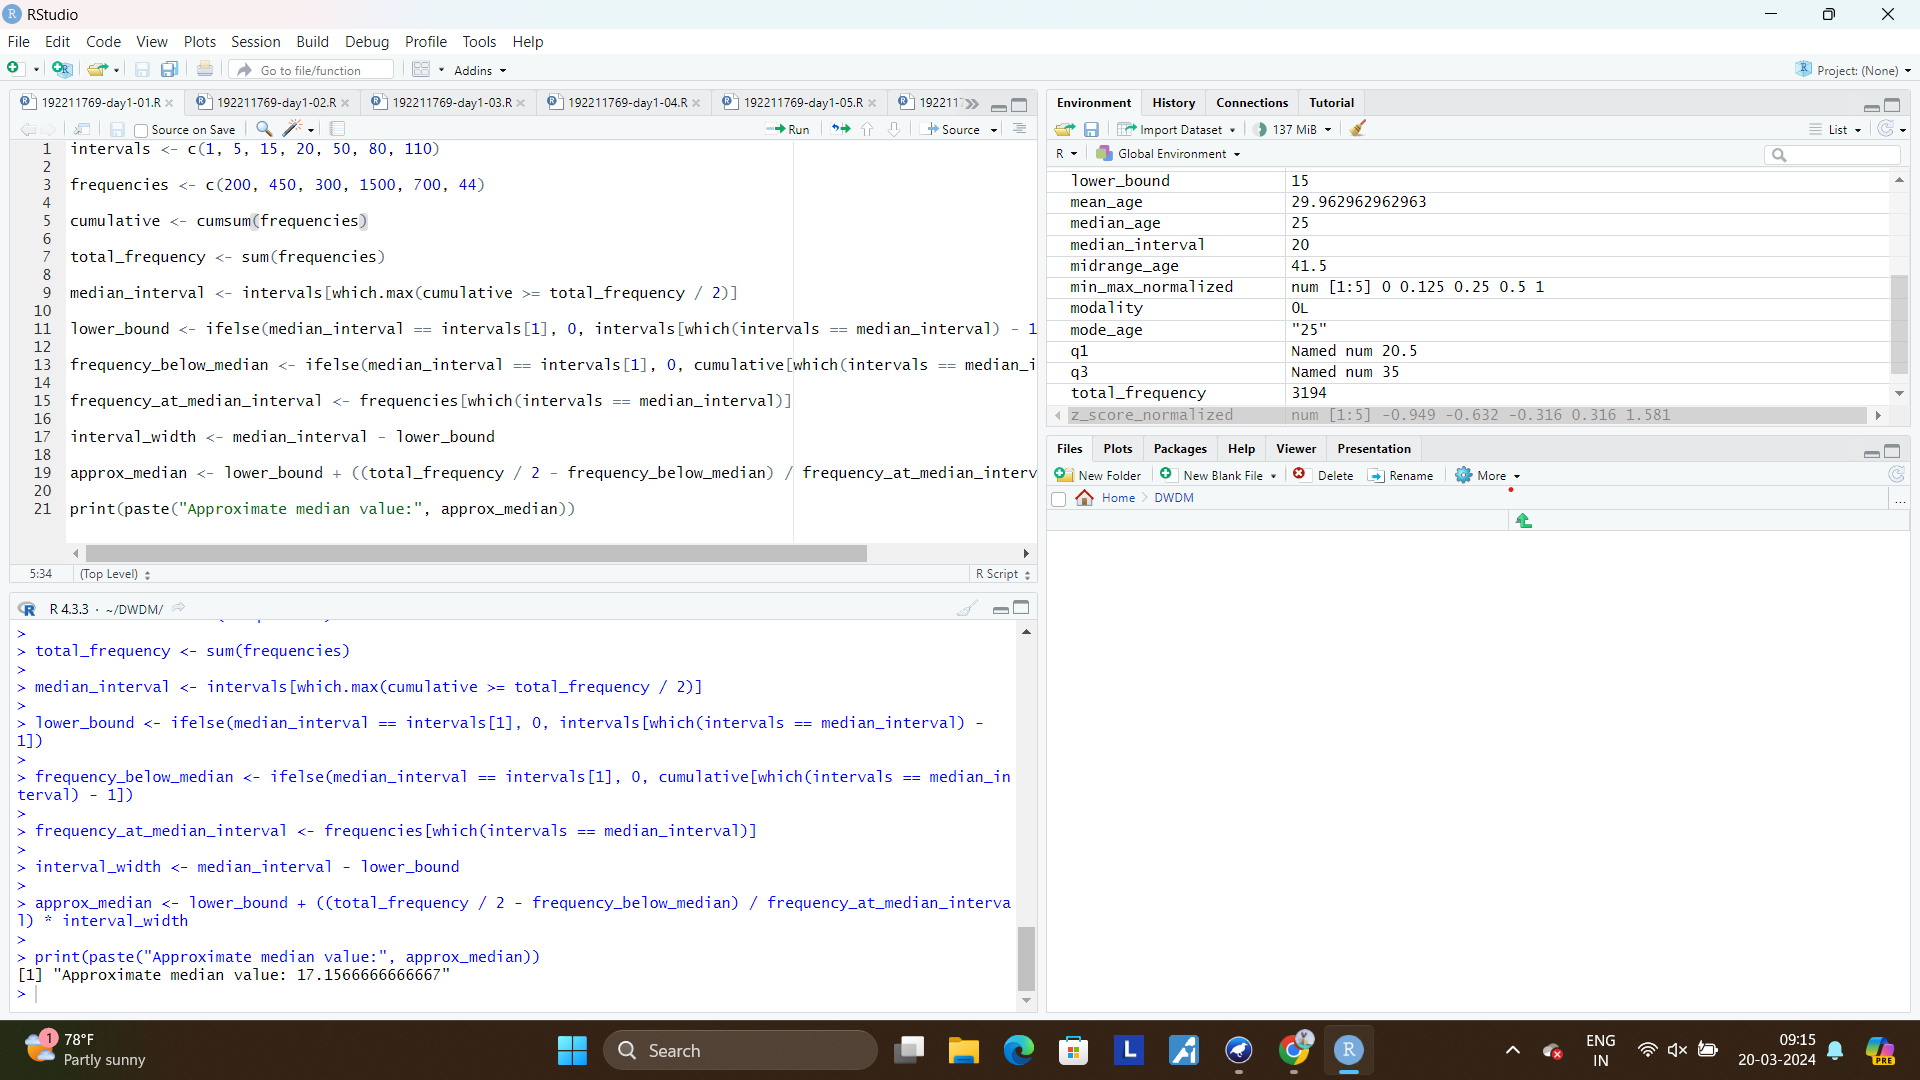 RStudio
File Edit Code View Plots Session Build Debug Profile Tools Help
Go to file/function Addins Project: (None)
192211769-day1-01.R 192211769-day1-02.R 192211769-day1-03.R 192211769-day1-04.R 192211769-day1-05.R 192211
Source on Save Run Source
1 intervals <- c(1, 5, 15, 20, 50, 80, 110)
2
3 frequencies <- c(200, 450, 300, 1500, 700, 44)
4
5 cumulative <- cumsum(frequencies)
6
7 total_frequency <- sum(frequencies)
8
9 median_interval <- intervals[which.max(cumulative >= total_frequency / 2)]
10
11 lower_bound <- ifelse(median_interval == intervals[1], 0, intervals[which(intervals == median_interval) - 1
12
13 frequency_below_median <- ifelse(median_interval == intervals[1], 0, cumulative[which(intervals == median_i
14
15 frequency_at_median_interval <- frequencies[which(intervals == median_interval)]
16
17 interval_width <- median_interval - lower_bound
18
19 approx_median <- lower_bound + ((total_frequency / 2 - frequency_below_median) / frequency_at_median_interv
20
21 print(paste("Approximate median value:", approx_median))
5:34 (Top Level) R Script
R 4.3.3 · ~/DWDM/
>
> total_frequency <- sum(frequencies)
>
> median_interval <- intervals[which.max(cumulative >= total_frequency / 2)]
>
> lower_bound <- ifelse(median_interval == intervals[1], 0, intervals[which(intervals == median_interval) -
1])
>
> frequency_below_median <- ifelse(median_interval == intervals[1], 0, cumulative[which(intervals == median_in
terval) - 1])
>
> frequency_at_median_interval <- frequencies[which(intervals == median_interval)]
>
> interval_width <- median_interval - lower_bound
>
> approx_median <- lower_bound + ((total_frequency / 2 - frequency_below_median) / frequency_at_median_interva
l) * interval_width
>
> print(paste("Approximate median value:", approx_median))
[1] "Approximate median value: 17.1566666666667"
>
Environment History Connections Tutorial
Import Dataset 137 MiB List
R Global Environment
lower_bound 15
mean_age 29.962962962963
median_age 25
median_interval 20
midrange_age 41.5
min_max_normalized num [1:5] 0 0.125 0.25 0.5 1
modality 0L
mode_age "25"
q1 Named num 20.5
q3 Named num 35
total_frequency 3194
z_score_normalized num [1:5] -0.949 -0.632 -0.316 0.316 1.581
Files Plots Packages Help Viewer Presentation
New Folder New Blank File Delete Rename More
Home DWDM ...
1 78°F
Partly sunny
Search
L
R
ENG
IN
09:15
20-03-2024
PRE